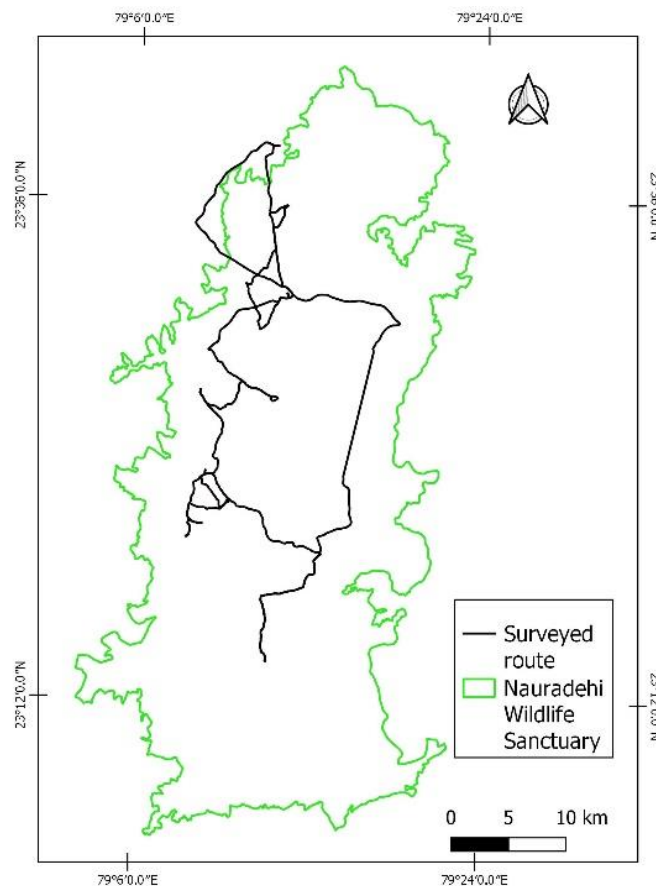 79°6′0.0″E
79°24′0.0″E
23°36′0.0″N
23°36′0.0″N
Surveyed
route
Nauradehi
Wildlife
Sanctuary
23°12′0.0″N
23°12′0.0″N
0 5 10 km
79°6′0.0″E
79°24′0.0″E